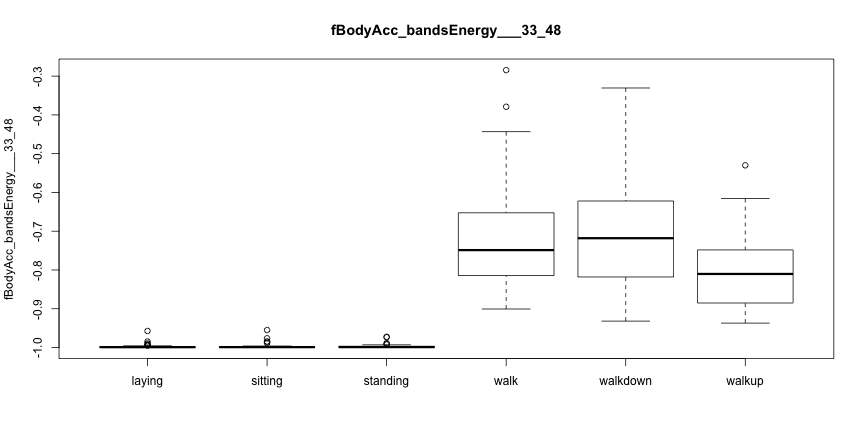 fBodyAcc_bandsEnergy___33_48
fBodyAcc_bandsEnergy___33_48
-0.3
-0.4
-0.5
-0.6
-0.7
-0.8
-0.9
-1.0
laying sitting standing walk walkdown walkup